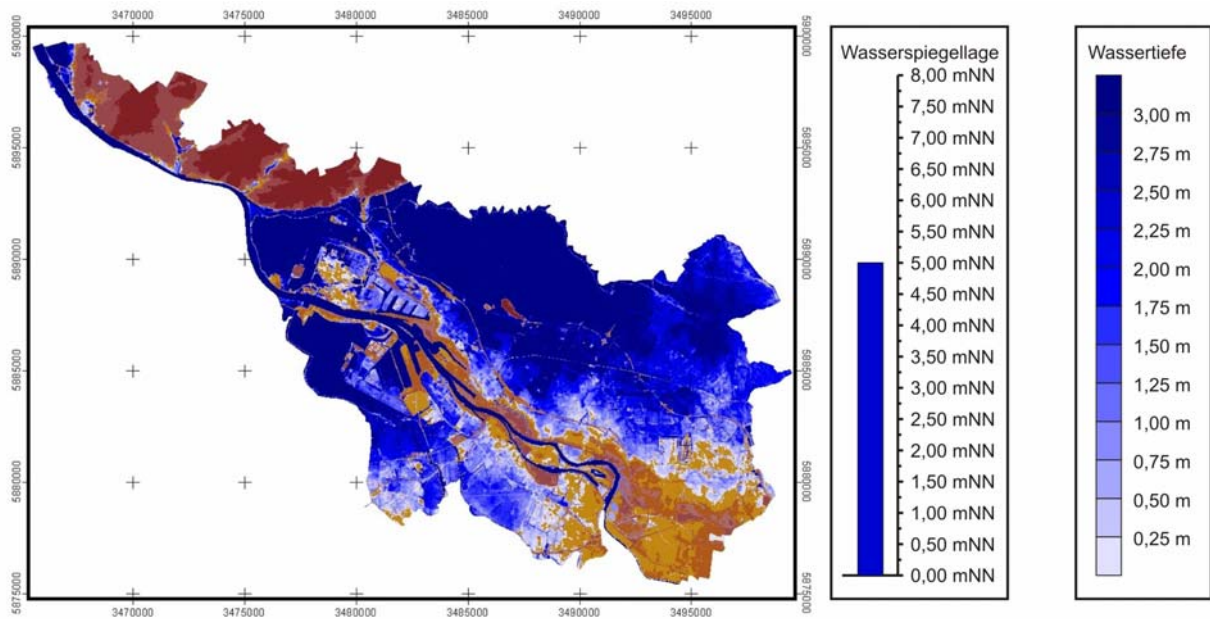 3470000 3475000 3480000 3485000 3490000 3495000
5900000 5900000
5895000 5895000
5890000 5890000
5885000 5885000
5880000 5880000
5875000 5875000
3470000 3475000 3480000 3485000 3490000 3495000
Wasserspiegellage
8,00 mNN
7,50 mNN
7,00 mNN
6,50 mNN
6,00 mNN
5,50 mNN
5,00 mNN
4,50 mNN
4,00 mNN
3,50 mNN
3,00 mNN
2,50 mNN
2,00 mNN
1,50 mNN
1,00 mNN
0,50 mNN
0,00 mNN
Wassertiefe
3,00 m
2,75 m
2,50 m
2,25 m
2,00 m
1,75 m
1,50 m
1,25 m
1,00 m
0,75 m
0,50 m
0,25 m